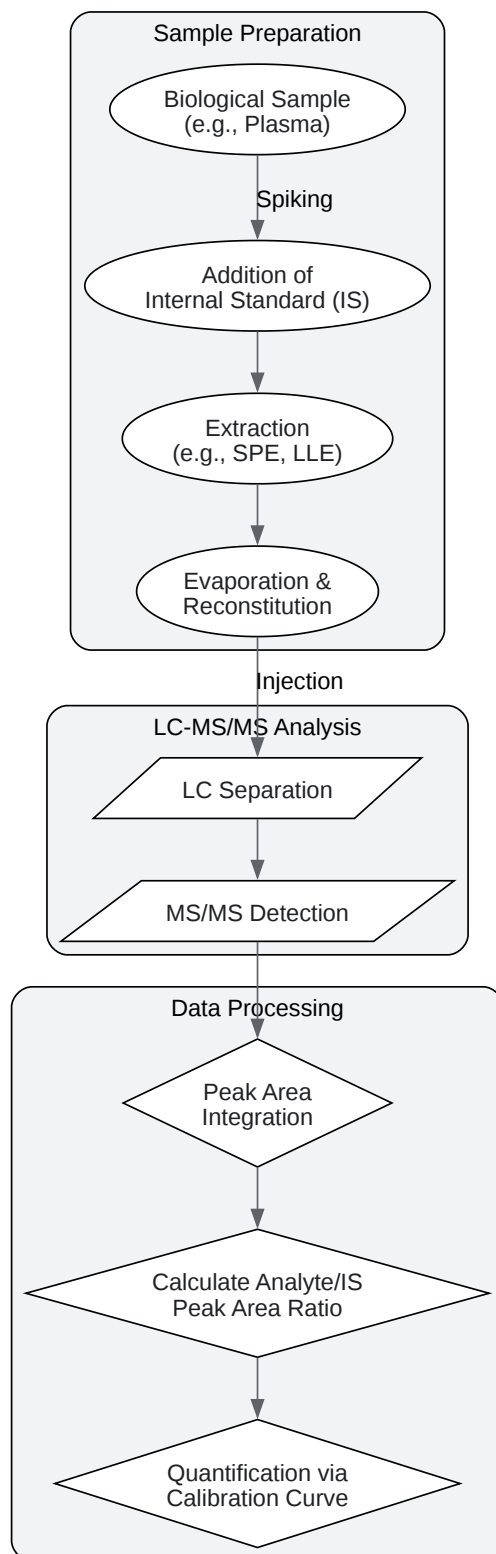 Sample Preparation
Biological Sample
(e.g., Plasma)
Spiking
Addition of
Internal Standard (IS)
Extraction
(e.g., SPE, LLE)
Evaporation &
Reconstitution
Injection
LC-MS/MS Analysis
LC Separation
MS/MS Detection
Data Processing
Peak Area
Integration
Calculate Analyte/IS
Peak Area Ratio
Quantification via
Calibration Curve